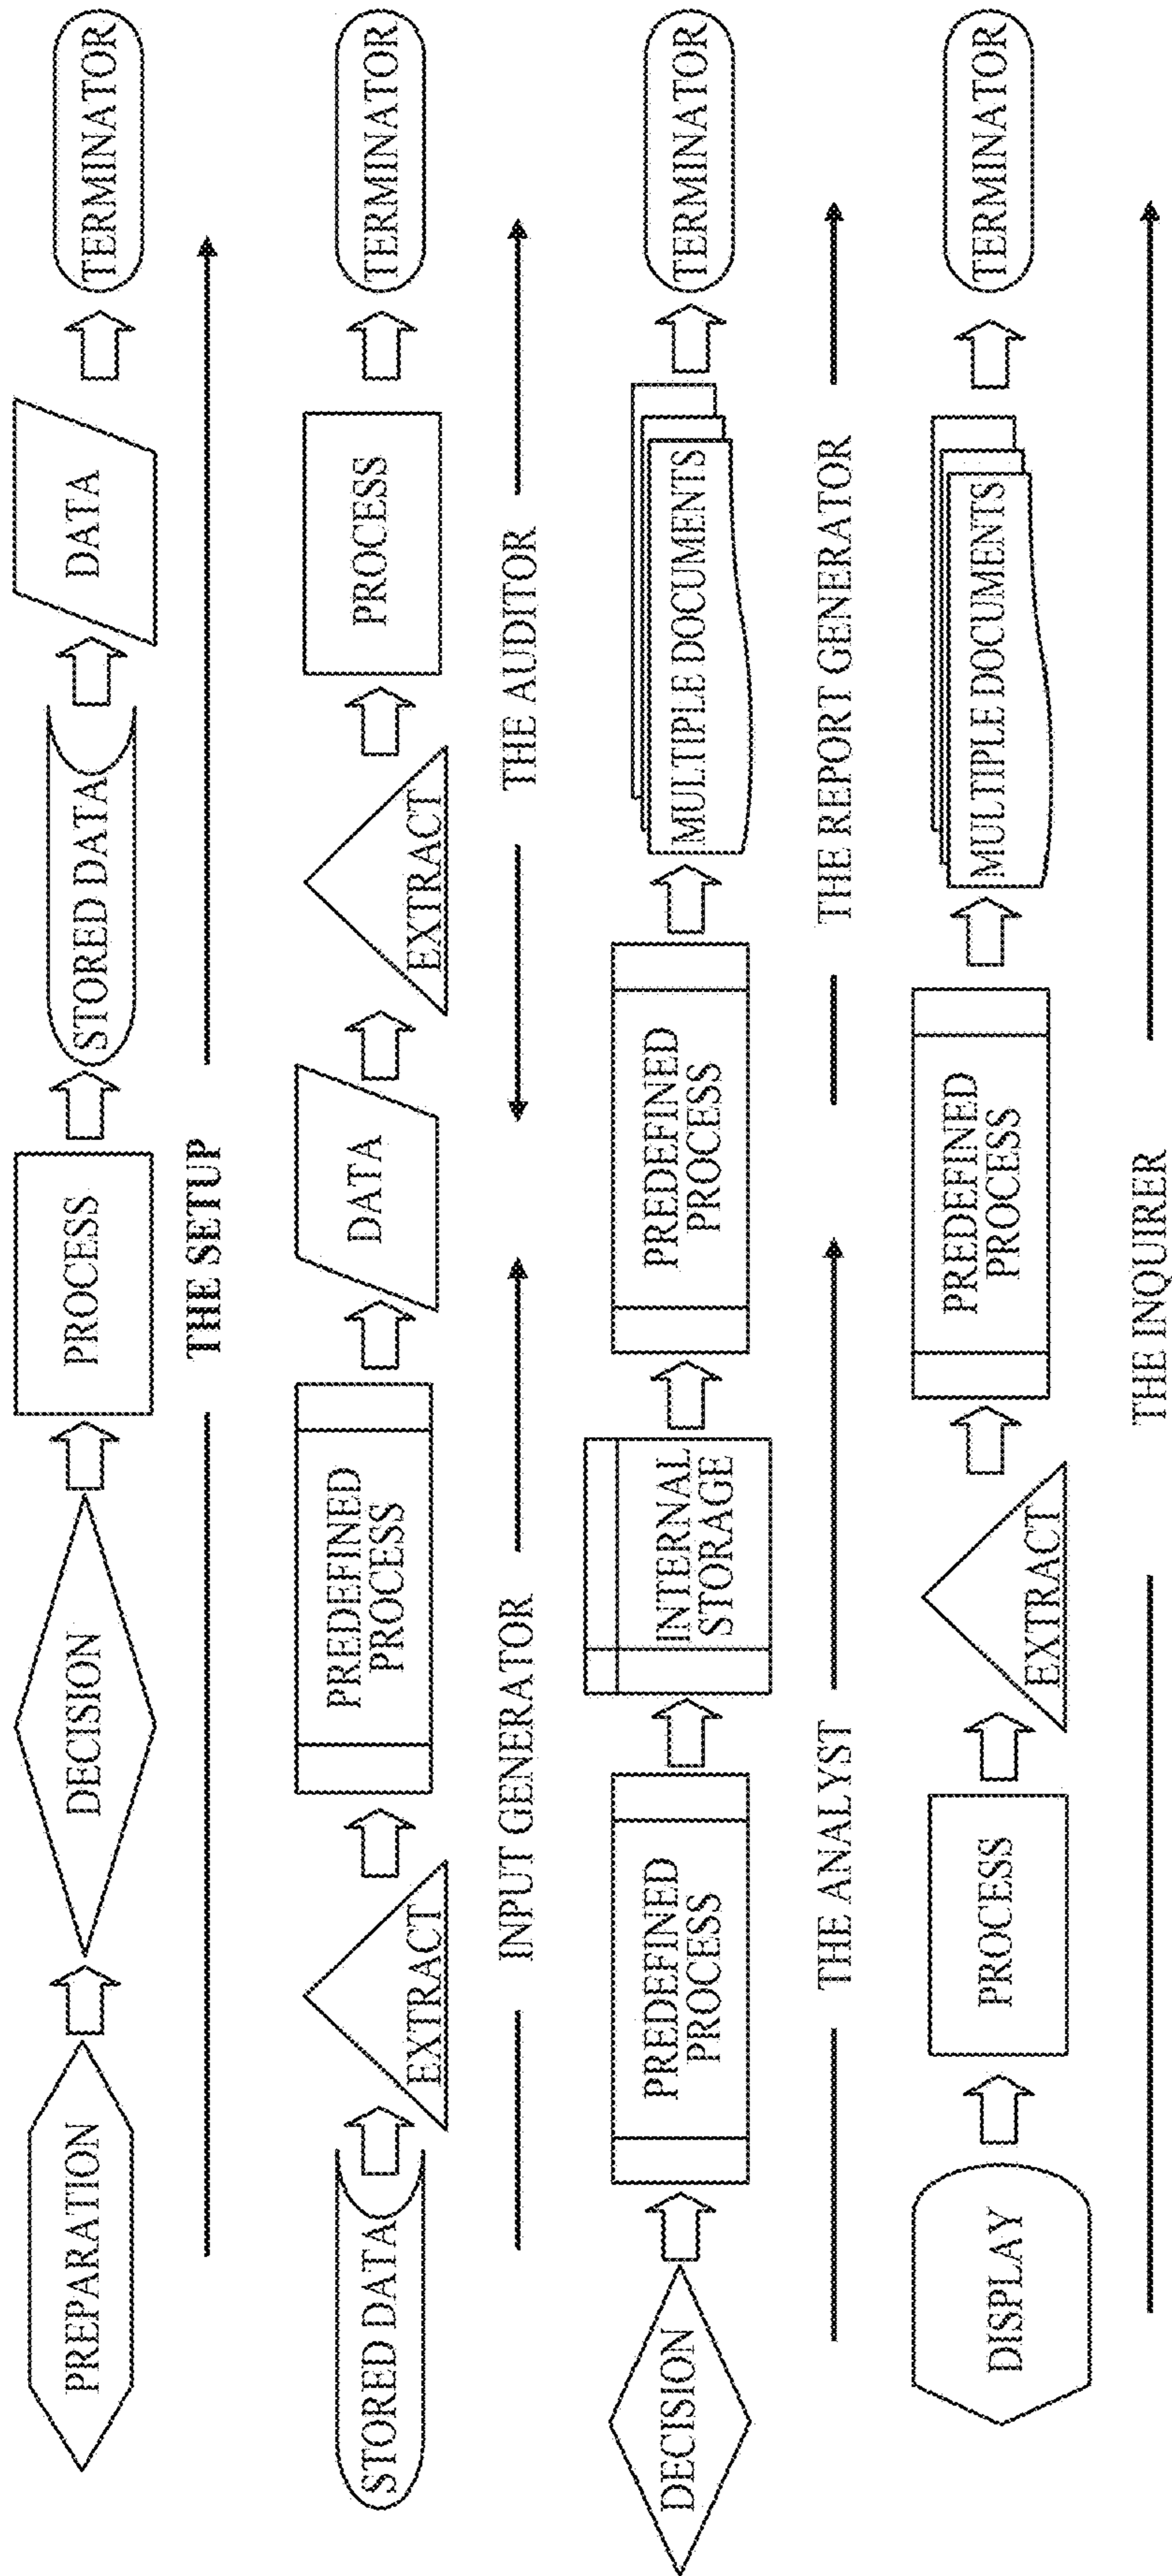 PREPARATION
DECISION
PROCESS
STORED DATA
DATA
TERMINATOR
THE SETUP
STORED DATA
EXTRACT
PREDEFINED
PROCESS
DATA
EXTRACT
PROCESS
TERMINATOR
INPUT GENERATOR
THE AUDITOR
DECISION
PREDEFINED
PROCESS
INTERNAL
STORAGE
PREDEFINED
PROCESS
MULTIPLE DOCUMENTS
TERMINATOR
THE ANALYST
THE REPORT GENERATOR
DISPLAY
PROCESS
EXTRACT
PREDEFINED
PROCESS
MULTIPLE DOCUMENTS
TERMINATOR
THE INQUIRER